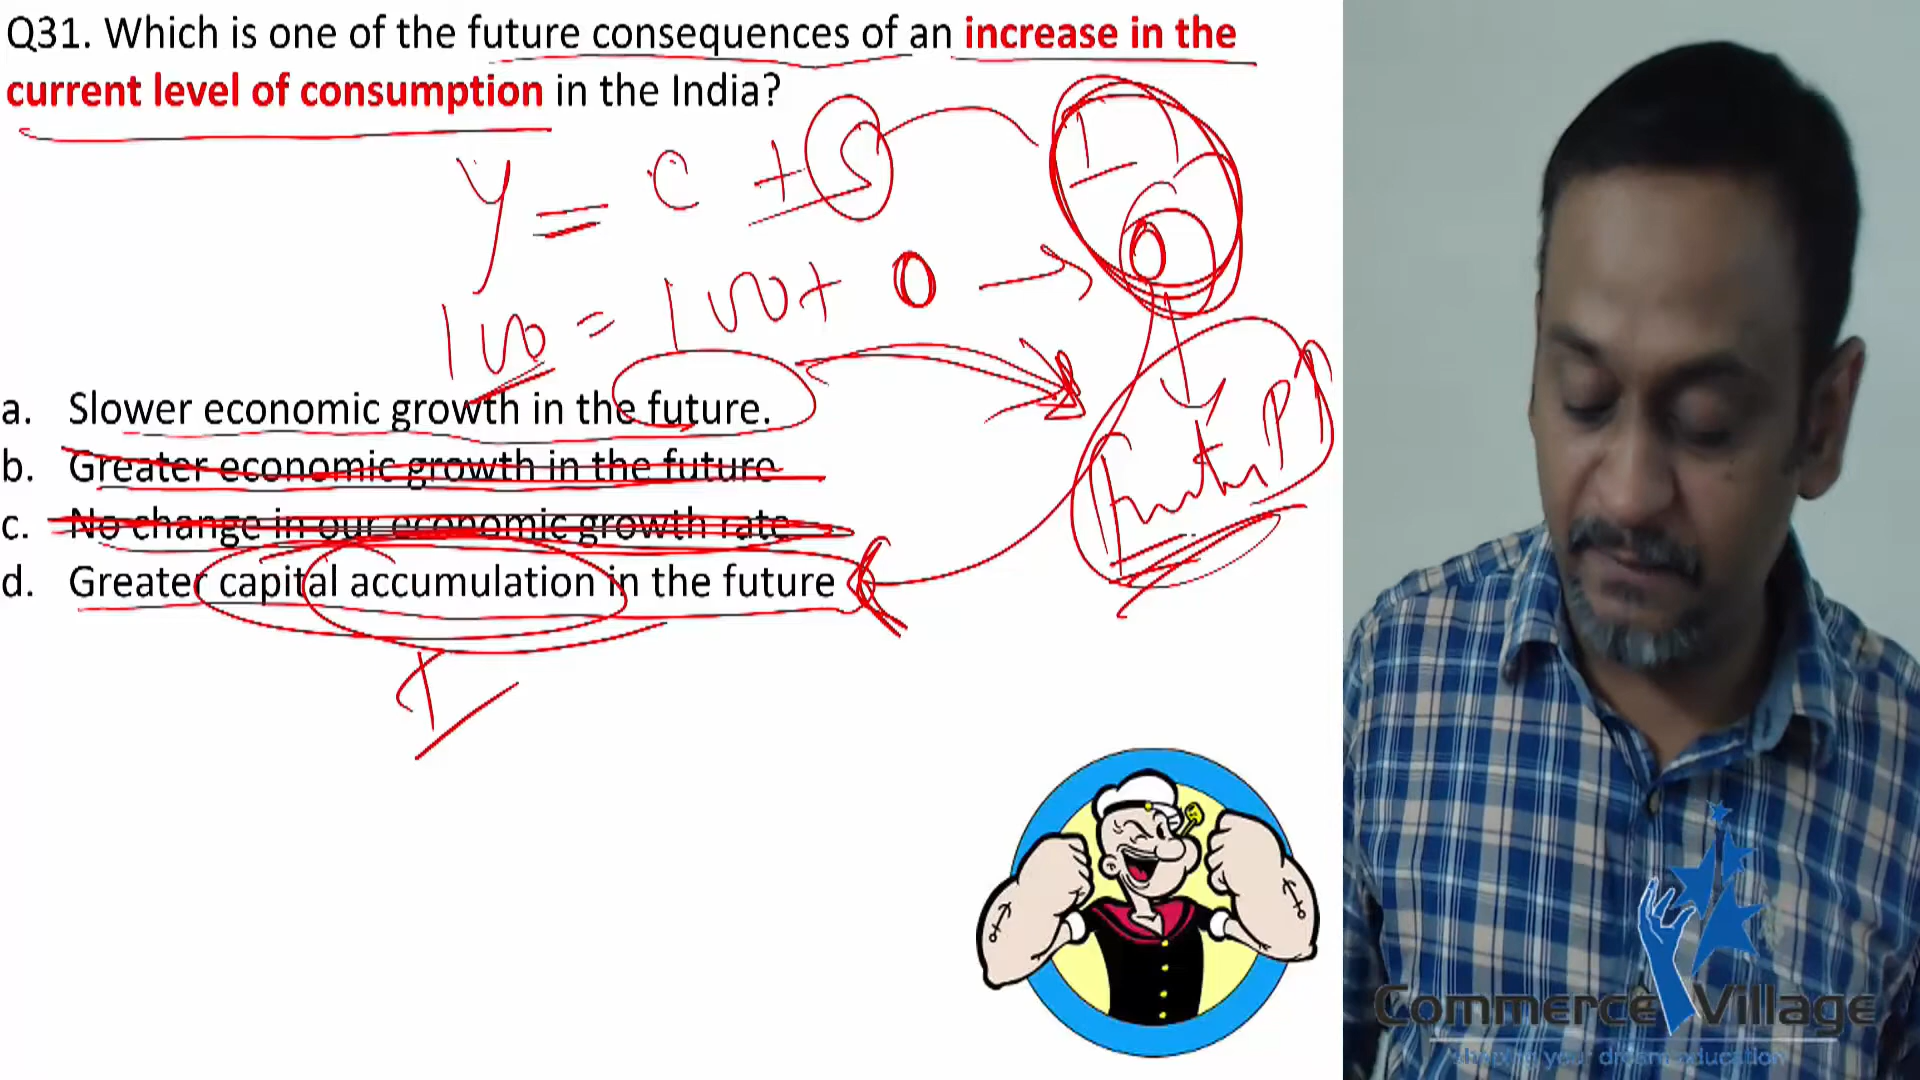 Q31. Which is one of the future consequences of an increase in the
current level of consumption in the India?
y = c + S I
100 = 100 + 0 → 0
a. Slower economic growth in the future.
b. Greater economic growth in the future
c. No change in our economic growth rate
d. Greater capital accumulation in the future
I
Commerce Village